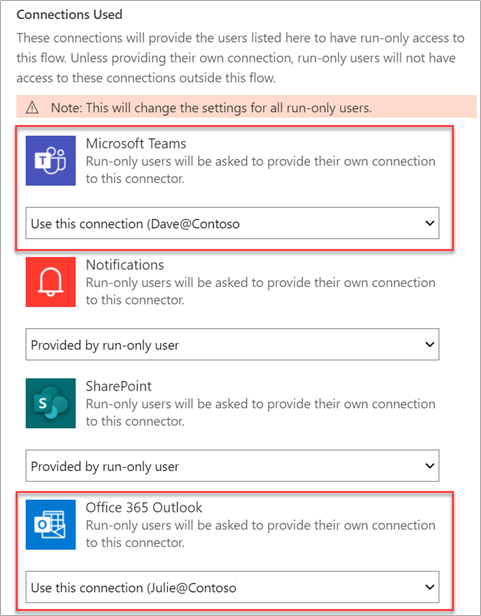 Connections Used
These connections will provide the users listed here to have run-only access to
this flow. Unless providing their own connection, run-only users will not have
access to these connections outside this flow.
Note: This will change the settings for all run-only users.
Microsoft Teams
Run-only users will be asked to provide their own connection
to this connector.
Use this connection (Dave@Contoso
Notifications
Run-only users will be asked to provide their own connection
to this connector.
Provided by run-only user
SharePoint
Run-only users will be asked to provide their own connection
to this connector.
Provided by run-only user
Office 365 Outlook
Run-only users will be asked to provide their own connection
to this connector.
Use this connection (Julie@Contoso